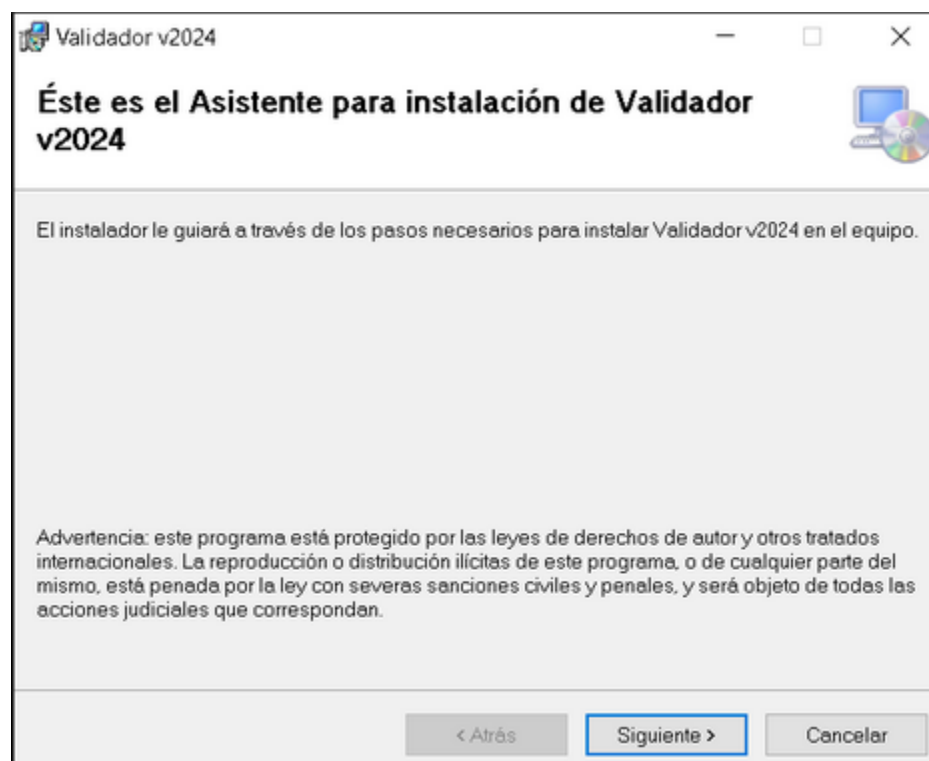 Validador v2024
Éste es el Asistente para instalación de Validador
v2024
El instalador le guiará a través de los pasos necesarios para instalar Validador v2024 en el equipo.
Advertencia: este programa está protegido por las leyes de derechos de autor y otros tratados
internacionales. La reproducción o distribución ilícitas de este programa, o de cualquier parte del
mismo, está penada por la ley con severas sanciones civiles y penales, y será objeto de todas las
acciones judiciales que correspondan.
< Atrás Siguiente > Cancelar